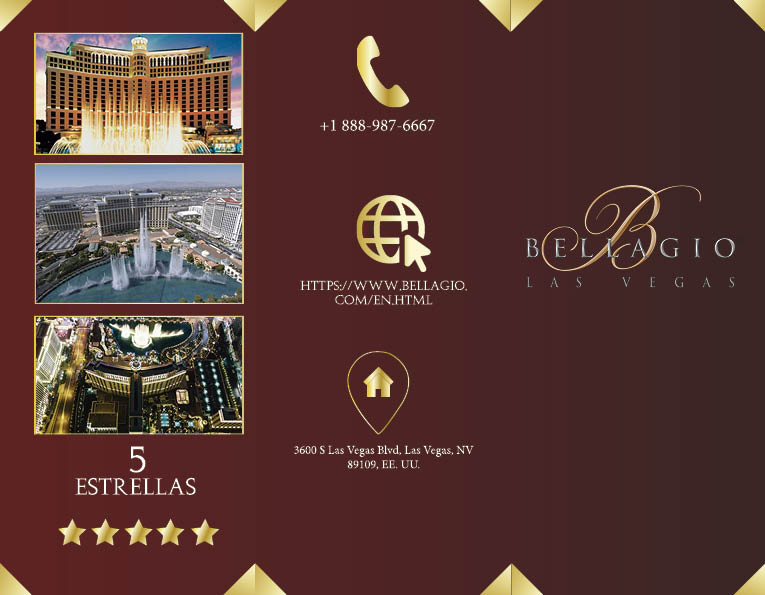 5
ESTRELLAS
+1 888-987-6667
HTTPS://WWW.BELLAGIO.
COM/EN.HTML
3600 S Las Vegas Blvd, Las Vegas, NV
89109, EE. UU.
B
BELLAGIO
LAS VEGAS